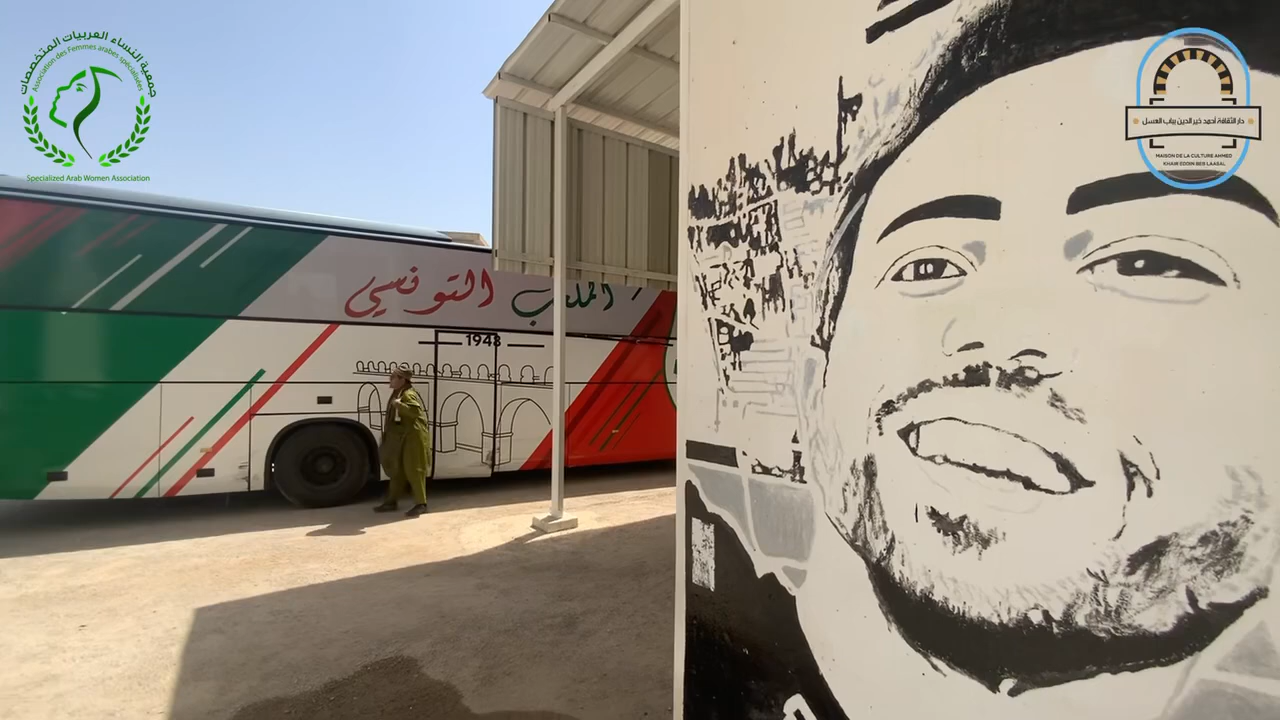 جمعية النساء العربيات المتخصصات
Association des Femmes arabes spécialisées
Specialized Arab Women Association
دار الثقافة أحمد خير الدين بباب العسل
MAISON DE LA CULTURE AHMED
KHAIR EDDIN BEB LAASAL
الملعب التونسي
1948